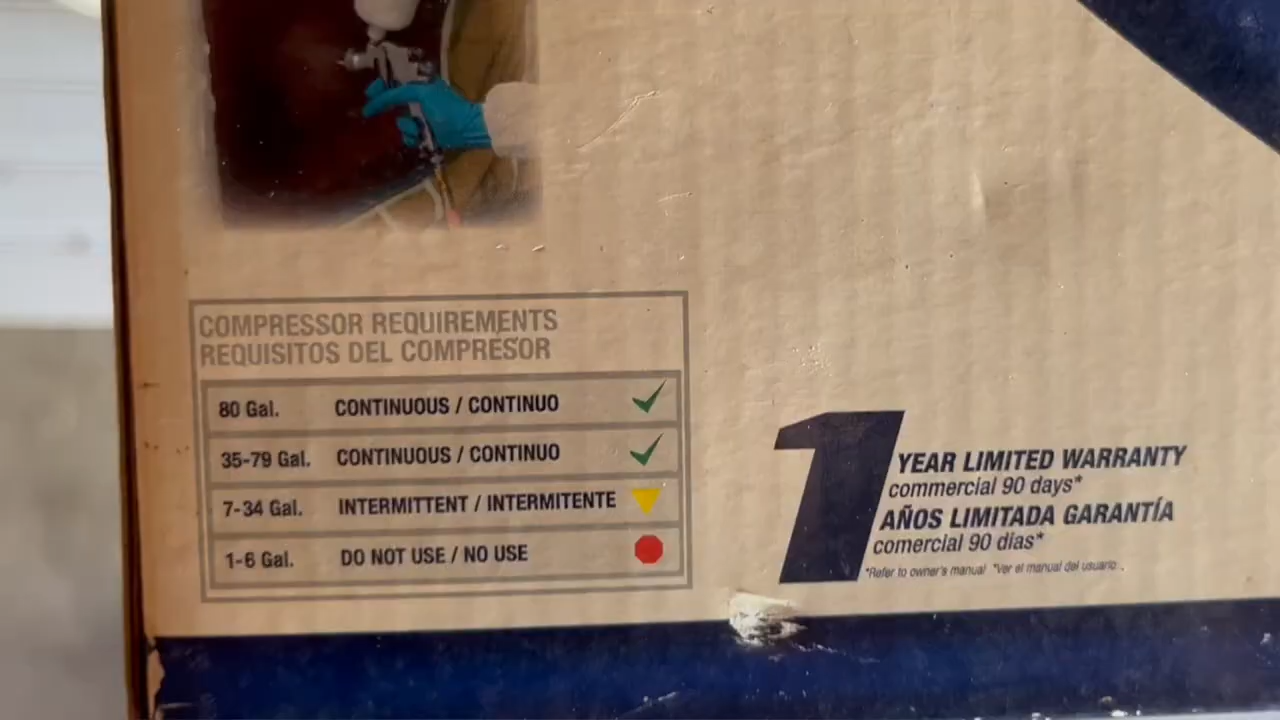 COMPRESSOR REQUIREMENTS
REQUISITOS DEL COMPRESOR
80 Gal. CONTINUOUS / CONTINUO
35-79 Gal. CONTINUOUS / CONTINUO
7-34 Gal. INTERMITTENT / INTERMITENTE
1-6 Gal. DO NOT USE / NO USE
1 YEAR LIMITED WARRANTY
commercial 90 days*
AÑOS LIMITADA GARANTÍA
comercial 90 dias*
*Refer to owner's manual *Ver el manual del usuario